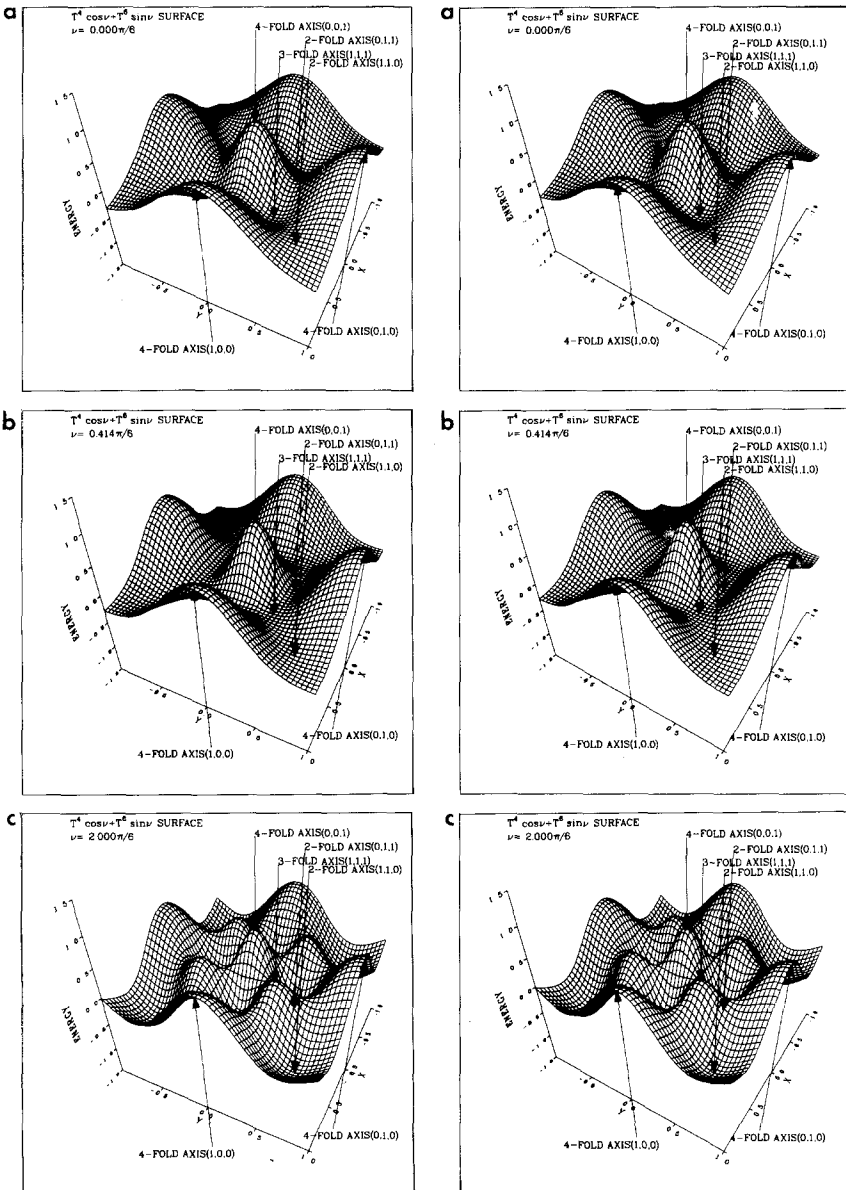 a
T⁴ cosν+T⁶ sinν SURFACE
ν= 0.000π/6
4-FOLD AXIS(0,0,1)
2-FOLD AXIS(0,1,1)
3-FOLD AXIS(1,1,1)
2-FOLD AXIS(1,1,0)
ENERGY
Y
X
4-FOLD AXIS(0,1,0)
4-FOLD AXIS(1,0,0)
a
T⁴ cosν+T⁶ sinν SURFACE
ν= 0.000π/6
4-FOLD AXIS(0,0,1)
2-FOLD AXIS(0,1,1)
3-FOLD AXIS(1,1,1)
2-FOLD AXIS(1,1,0)
ENERGY
Y
X
4-FOLD AXIS(0,1,0)
4-FOLD AXIS(1,0,0)
b
T⁴ cosν+T⁶ sinν SURFACE
ν= 0.414π/6
4-FOLD AXIS(0,0,1)
2-FOLD AXIS(0,1,1)
3-FOLD AXIS(1,1,1)
2-FOLD AXIS(1,1,0)
ENERGY
Y
X
4-FOLD AXIS(0,1,0)
4-FOLD AXIS(1,0,0)
b
T⁴ cosν+T⁶ sinν SURFACE
ν= 0.414π/6
4-FOLD AXIS(0,0,1)
2-FOLD AXIS(0,1,1)
3-FOLD AXIS(1,1,1)
2-FOLD AXIS(1,1,0)
ENERGY
Y
X
4-FOLD AXIS(0,1,0)
4-FOLD AXIS(1,0,0)
c
T⁴ cosν+T⁶ sinν SURFACE
ν= 2.000π/6
4-FOLD AXIS(0,0,1)
2-FOLD AXIS(0,1,1)
3-FOLD AXIS(1,1,1)
2-FOLD AXIS(1,1,0)
ENERGY
Y
X
4-FOLD AXIS(0,1,0)
4-FOLD AXIS(1,0,0)
c
T⁴ cosν+T⁶ sinν SURFACE
ν= 2.000π/6
4-FOLD AXIS(0,0,1)
2-FOLD AXIS(0,1,1)
3-FOLD AXIS(1,1,1)
2-FOLD AXIS(1,1,0)
ENERGY
Y
X
4-FOLD AXIS(0,1,0)
4-FOLD AXIS(1,0,0)